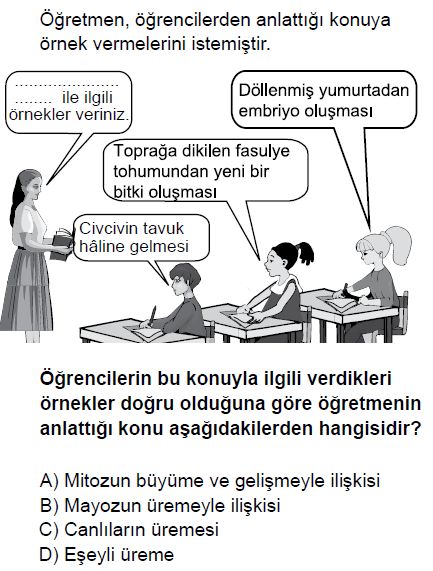 Öğretmen, öğrencilerden anlattığı konuya
örnek vermelerini istemiştir.
.......................
........ ile ilgili
örnekler veriniz.
Döllenmiş yumurtadan
embriyo oluşması
Toprağa dikilen fasulye
tohumundan yeni bir
bitki oluşması
Civcivin tavuk
hâline gelmesi
Öğrencilerin bu konuyla ilgili verdikleri
örnekler doğru olduğuna göre öğretmenin
anlattığı konu aşağıdakilerden hangisidir?
A) Mitozun büyüme ve gelişmeyle ilişkisi
B) Mayozun üremeyle ilişkisi
C) Canlıların üremesi
D) Eşeyli üreme